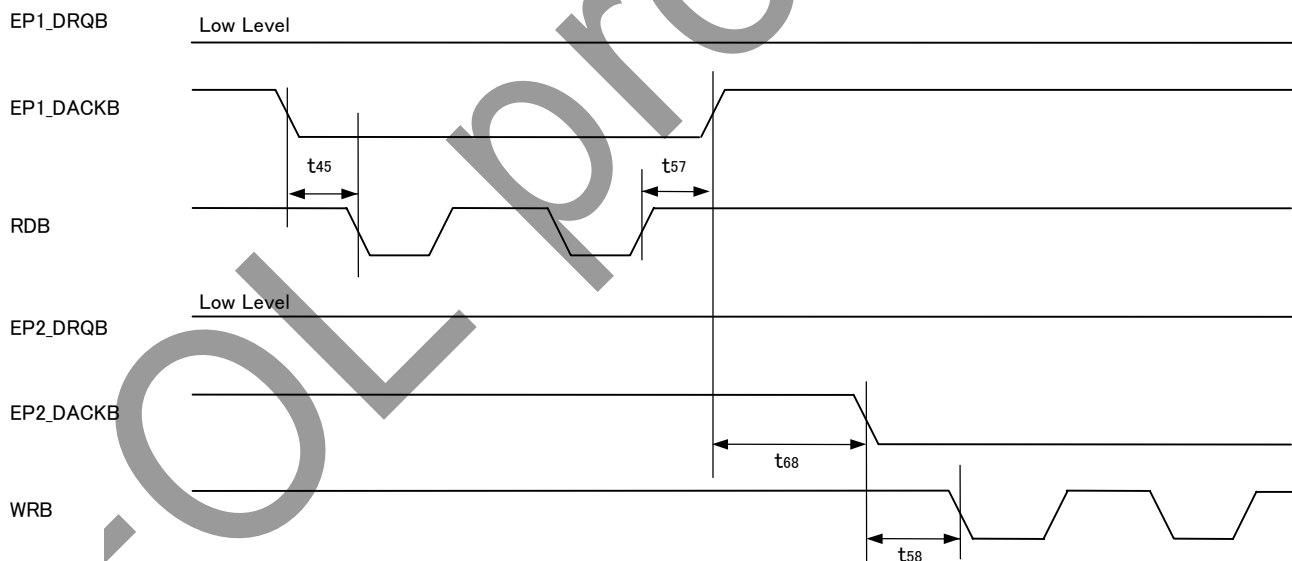 EP1_DRQB
Low Level
EP1_DACKB
t45
t57
RDB
Low Level
EP2_DRQB
EP2_DACKB
t68
WRB
t58